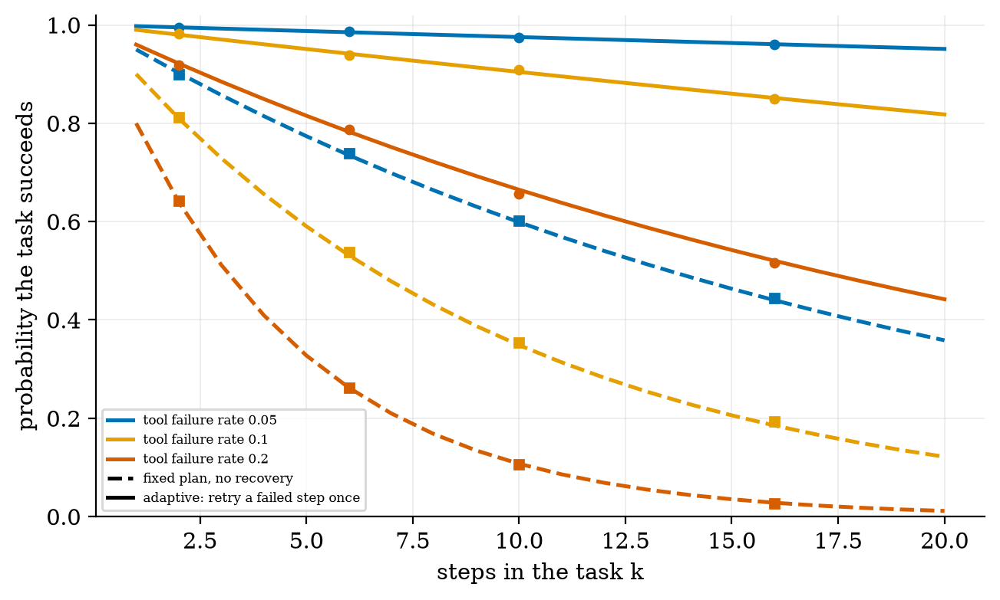 probability the task succeeds
1.0
0.8
0.6
0.4
0.2
0.0
tool failure rate 0.05
tool failure rate 0.1
tool failure rate 0.2
fixed plan, no recovery
adaptive: retry a failed step once
2.5 5.0 7.5 10.0 12.5 15.0 17.5 20.0
steps in the task k